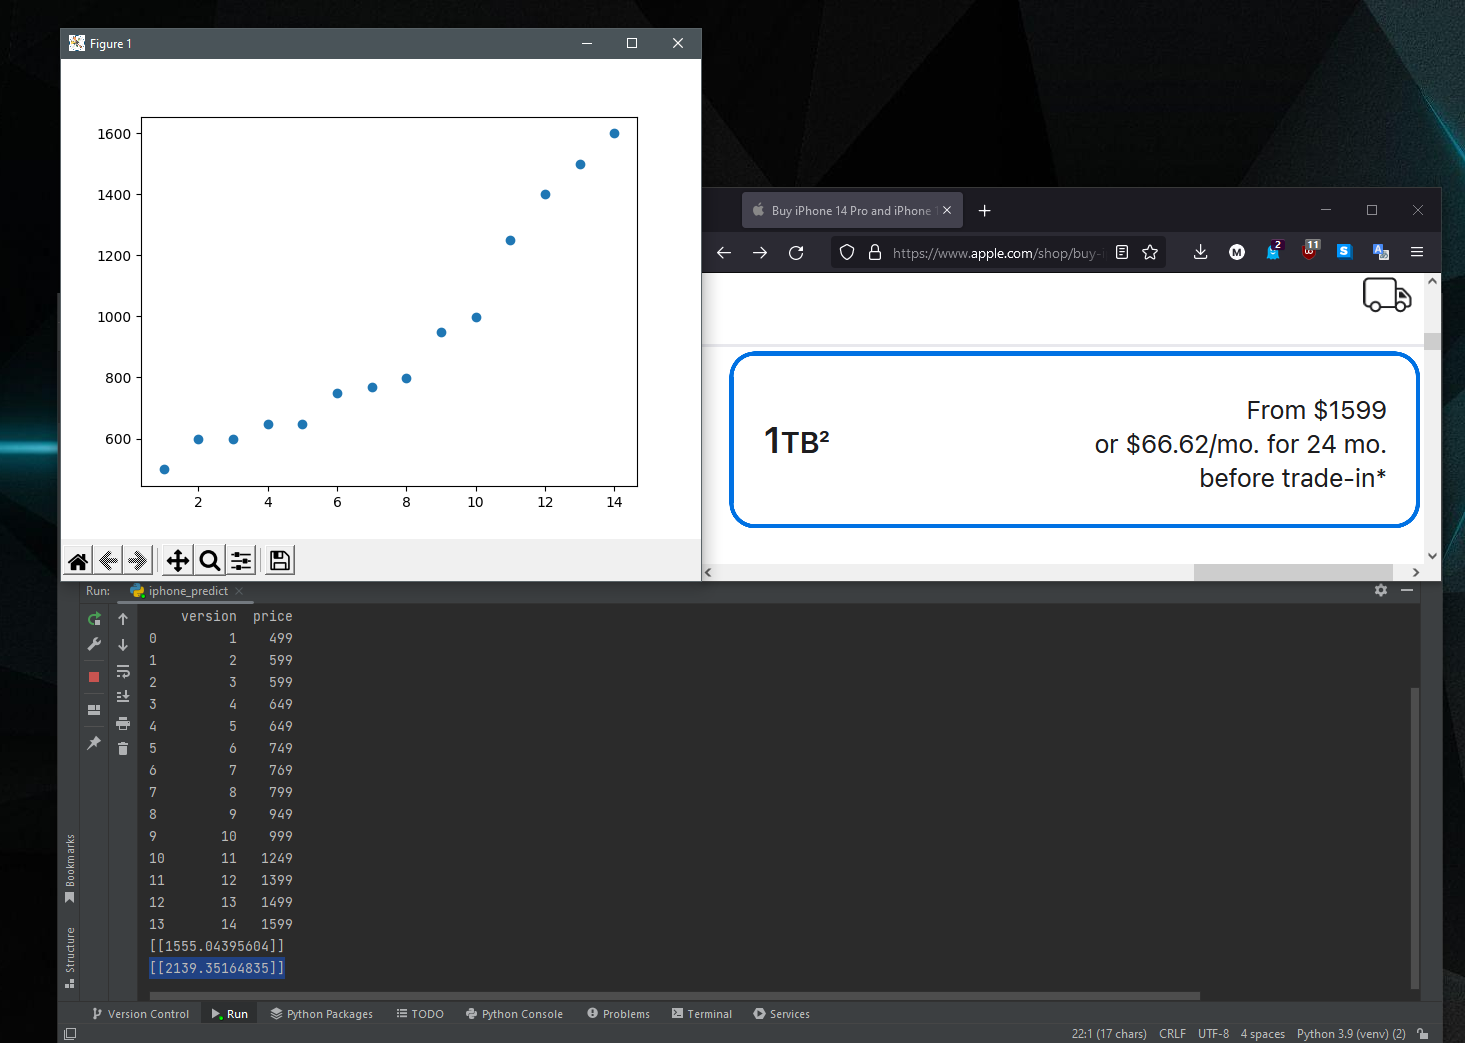 Figure 1
1600
1400
1200
1000
800
600
2 4 6 8 10 12 14
Buy iPhone 14 Pro and iPhone 1
https://www.apple.com/shop/buy-i
2
11
M
S
1TB²
From $1599
or $66.62/mo. for 24 mo.
before trade-in*
Run: iphone_predict
version price
0 1 499
1 2 599
2 3 599
3 4 649
4 5 649
5 6 749
6 7 769
7 8 799
8 9 949
9 10 999
10 11 1249
11 12 1399
12 13 1499
13 14 1599
[[1555.04395604]]
[[2139.35164835]]
Bookmarks
Structure
Version Control Run Python Packages TODO Python Console Problems Terminal Services
22:1 (17 chars) CRLF UTF-8 4 spaces Python 3.9 (venv) (2)